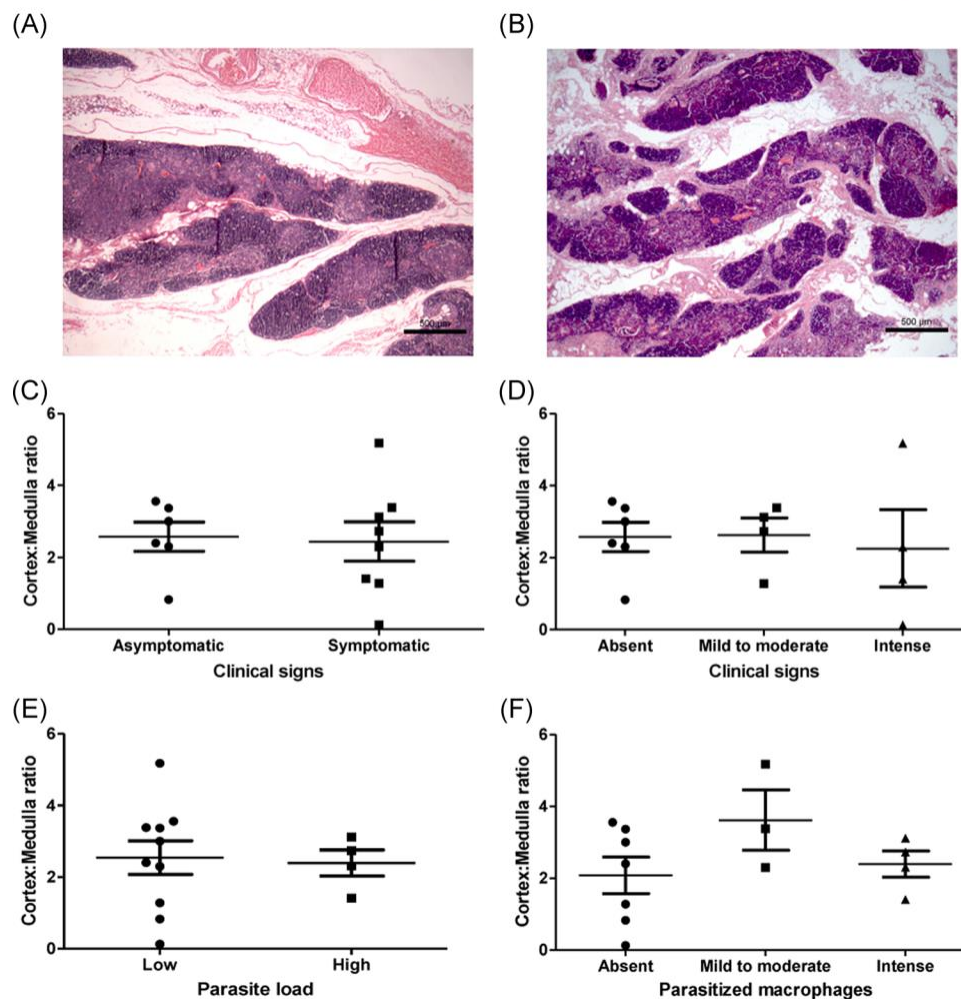 (A)
(B)
500 µm
500 µm
(C)
(D)
Cortex:Medulla ratio
6
4
2
0
Asymptomatic Symptomatic
Clinical signs
Cortex:Medulla ratio
6
4
2
0
Absent Mild to moderate Intense
Clinical signs
(E)
(F)
Cortex:Medulla ratio
6
4
2
0
Low High
Parasite load
Cortex:Medulla ratio
6
4
2
0
Absent Mild to moderate Intense
Parasitized macrophages